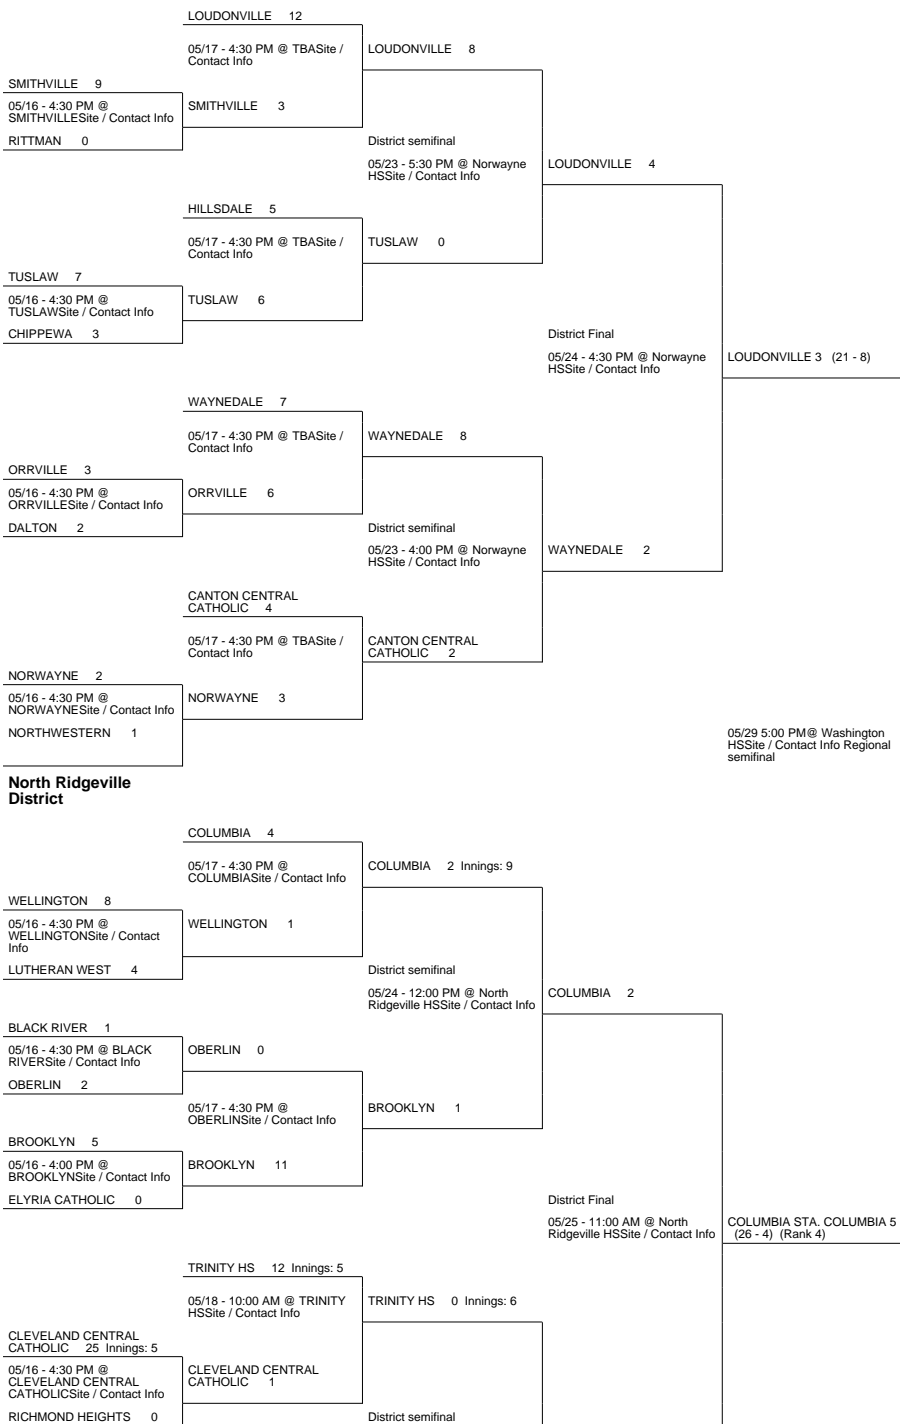 LOUDONVILLE 12
05/17 - 4:30 PM @ TBASite /
Contact Info
LOUDONVILLE 8
SMITHVILLE 9
05/16 - 4:30 PM @
SMITHVILLESite / Contact Info
SMITHVILLE 3
RITTMAN 0
District semifinal
05/23 - 5:30 PM @ Norwayne
HSSite / Contact Info
LOUDONVILLE 4
HILLSDALE 5
05/17 - 4:30 PM @ TBASite /
Contact Info
TUSLAW 0
TUSLAW 7
05/16 - 4:30 PM @
TUSLAWSite / Contact Info
TUSLAW 6
CHIPPEWA 3
District Final
05/24 - 4:30 PM @ Norwayne
HSSite / Contact Info
LOUDONVILLE 3 (21 - 8)
WAYNEDALE 7
05/17 - 4:30 PM @ TBASite /
Contact Info
WAYNEDALE 8
ORRVILLE 3
05/16 - 4:30 PM @
ORRVILLESite / Contact Info
ORRVILLE 6
DALTON 2
District semifinal
05/23 - 4:00 PM @ Norwayne
HSSite / Contact Info
WAYNEDALE 2
CANTON CENTRAL
CATHOLIC 4
05/17 - 4:30 PM @ TBASite /
Contact Info
CANTON CENTRAL
CATHOLIC 2
NORWAYNE 2
05/16 - 4:30 PM @
NORWAYNESite / Contact Info
NORWAYNE 3
NORTHWESTERN 1
05/29 5:00 PM@ Washington
HSSite / Contact Info Regional
semifinal
North Ridgeville
District
COLUMBIA 4
05/17 - 4:30 PM @
COLUMBIASite / Contact Info
COLUMBIA 2 Innings: 9
WELLINGTON 8
05/16 - 4:30 PM @
WELLINGTONSite / Contact
Info
WELLINGTON 1
LUTHERAN WEST 4
District semifinal
05/24 - 12:00 PM @ North
Ridgeville HSSite / Contact Info
COLUMBIA 2
BLACK RIVER 1
05/16 - 4:30 PM @ BLACK
RIVERSite / Contact Info
OBERLIN 0
OBERLIN 2
05/17 - 4:30 PM @
OBERLINSite / Contact Info
BROOKLYN 1
BROOKLYN 5
05/16 - 4:00 PM @
BROOKLYNSite / Contact Info
BROOKLYN 11
ELYRIA CATHOLIC 0
District Final
05/25 - 11:00 AM @ North
Ridgeville HSSite / Contact Info
COLUMBIA STA. COLUMBIA 5
(26 - 4) (Rank 4)
TRINITY HS 12 Innings: 5
05/18 - 10:00 AM @ TRINITY
HSSite / Contact Info
TRINITY HS 0 Innings: 6
CLEVELAND CENTRAL
CATHOLIC 25 Innings: 5
05/16 - 4:30 PM @
CLEVELAND CENTRAL
CATHOLICSite / Contact Info
CLEVELAND CENTRAL
CATHOLIC 1
RICHMOND HEIGHTS 0
District semifinal